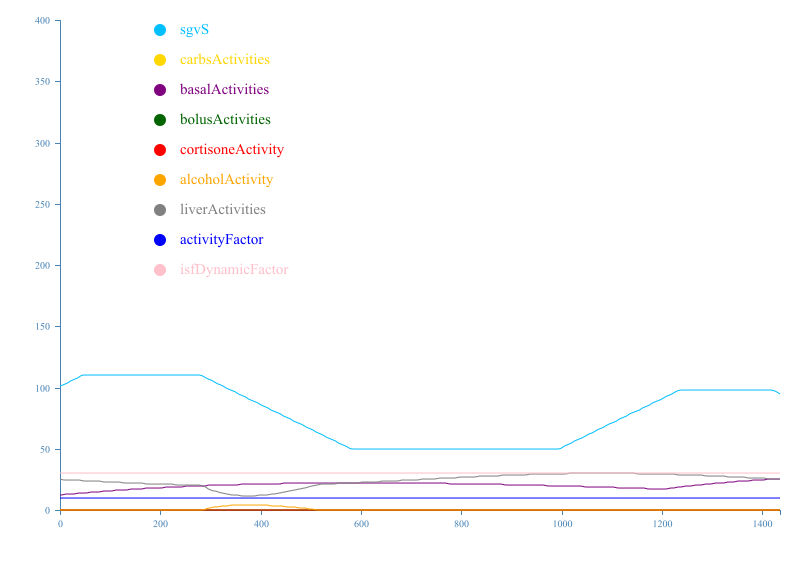 400
sgvS
carbsActivities
350
basalActivities
bolusActivities
300
cortisoneActivity
alcoholActivity
250
liverActivities
activityFactor
200
isfDynamicFactor
150
100
50
0
0 200 400 600 800 1000 1200 1400